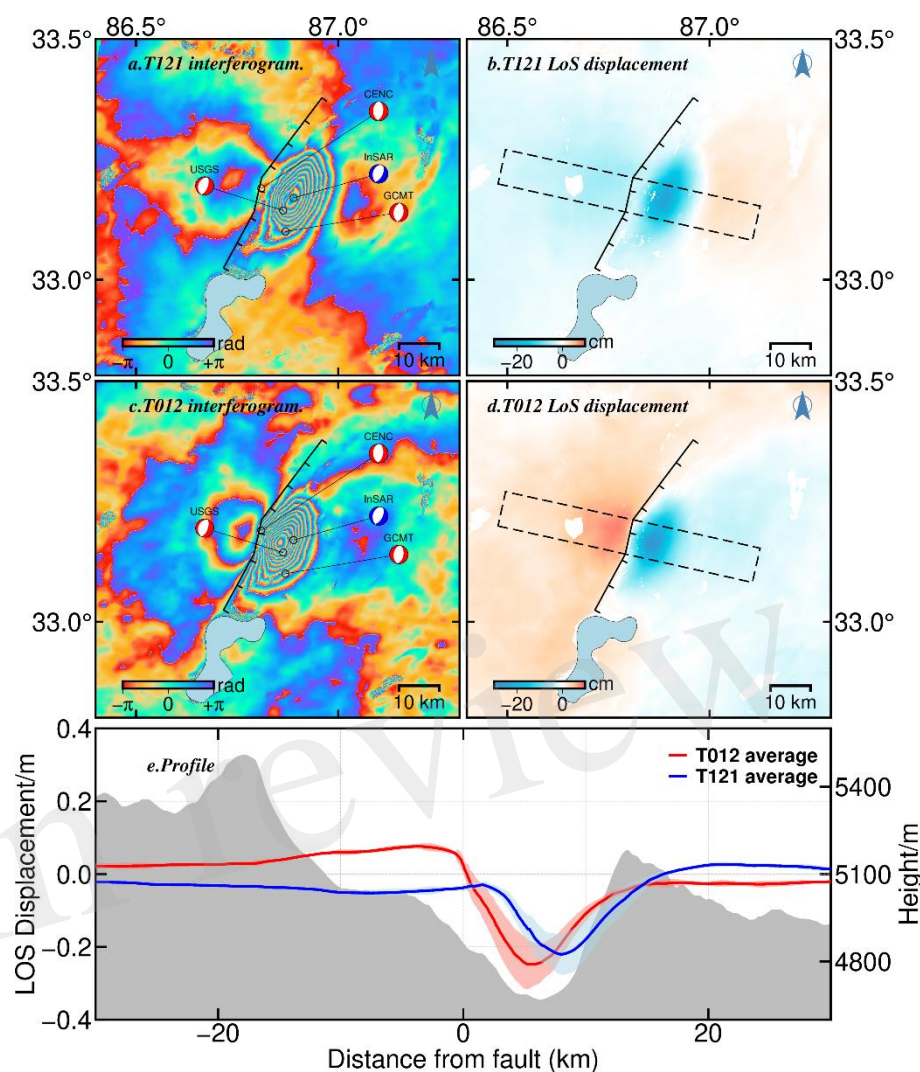 86.5° 87.0° 86.5° 87.0°
33.5° 33.5°
a.T121 interferogram. b.T121 LoS displacement
CENC
USGS InSAR
GCMT
33.0° 33.0°
rad cm
−π 0 +π −20 0
10 km 10 km
33.5° 33.5°
c.T012 interferogram. d.T012 LoS displacement
CENC
USGS InSAR
GCMT
33.0° 33.0°
rad cm
−π 0 +π −20 0
10 km 10 km
0.4
e.Profile T012 average
T121 average
5400
0.2
0.0 5100
−0.2
4800
−0.4
LOS Displacement/m
Height/m
−20 0 20
Distance from fault (km)
in review